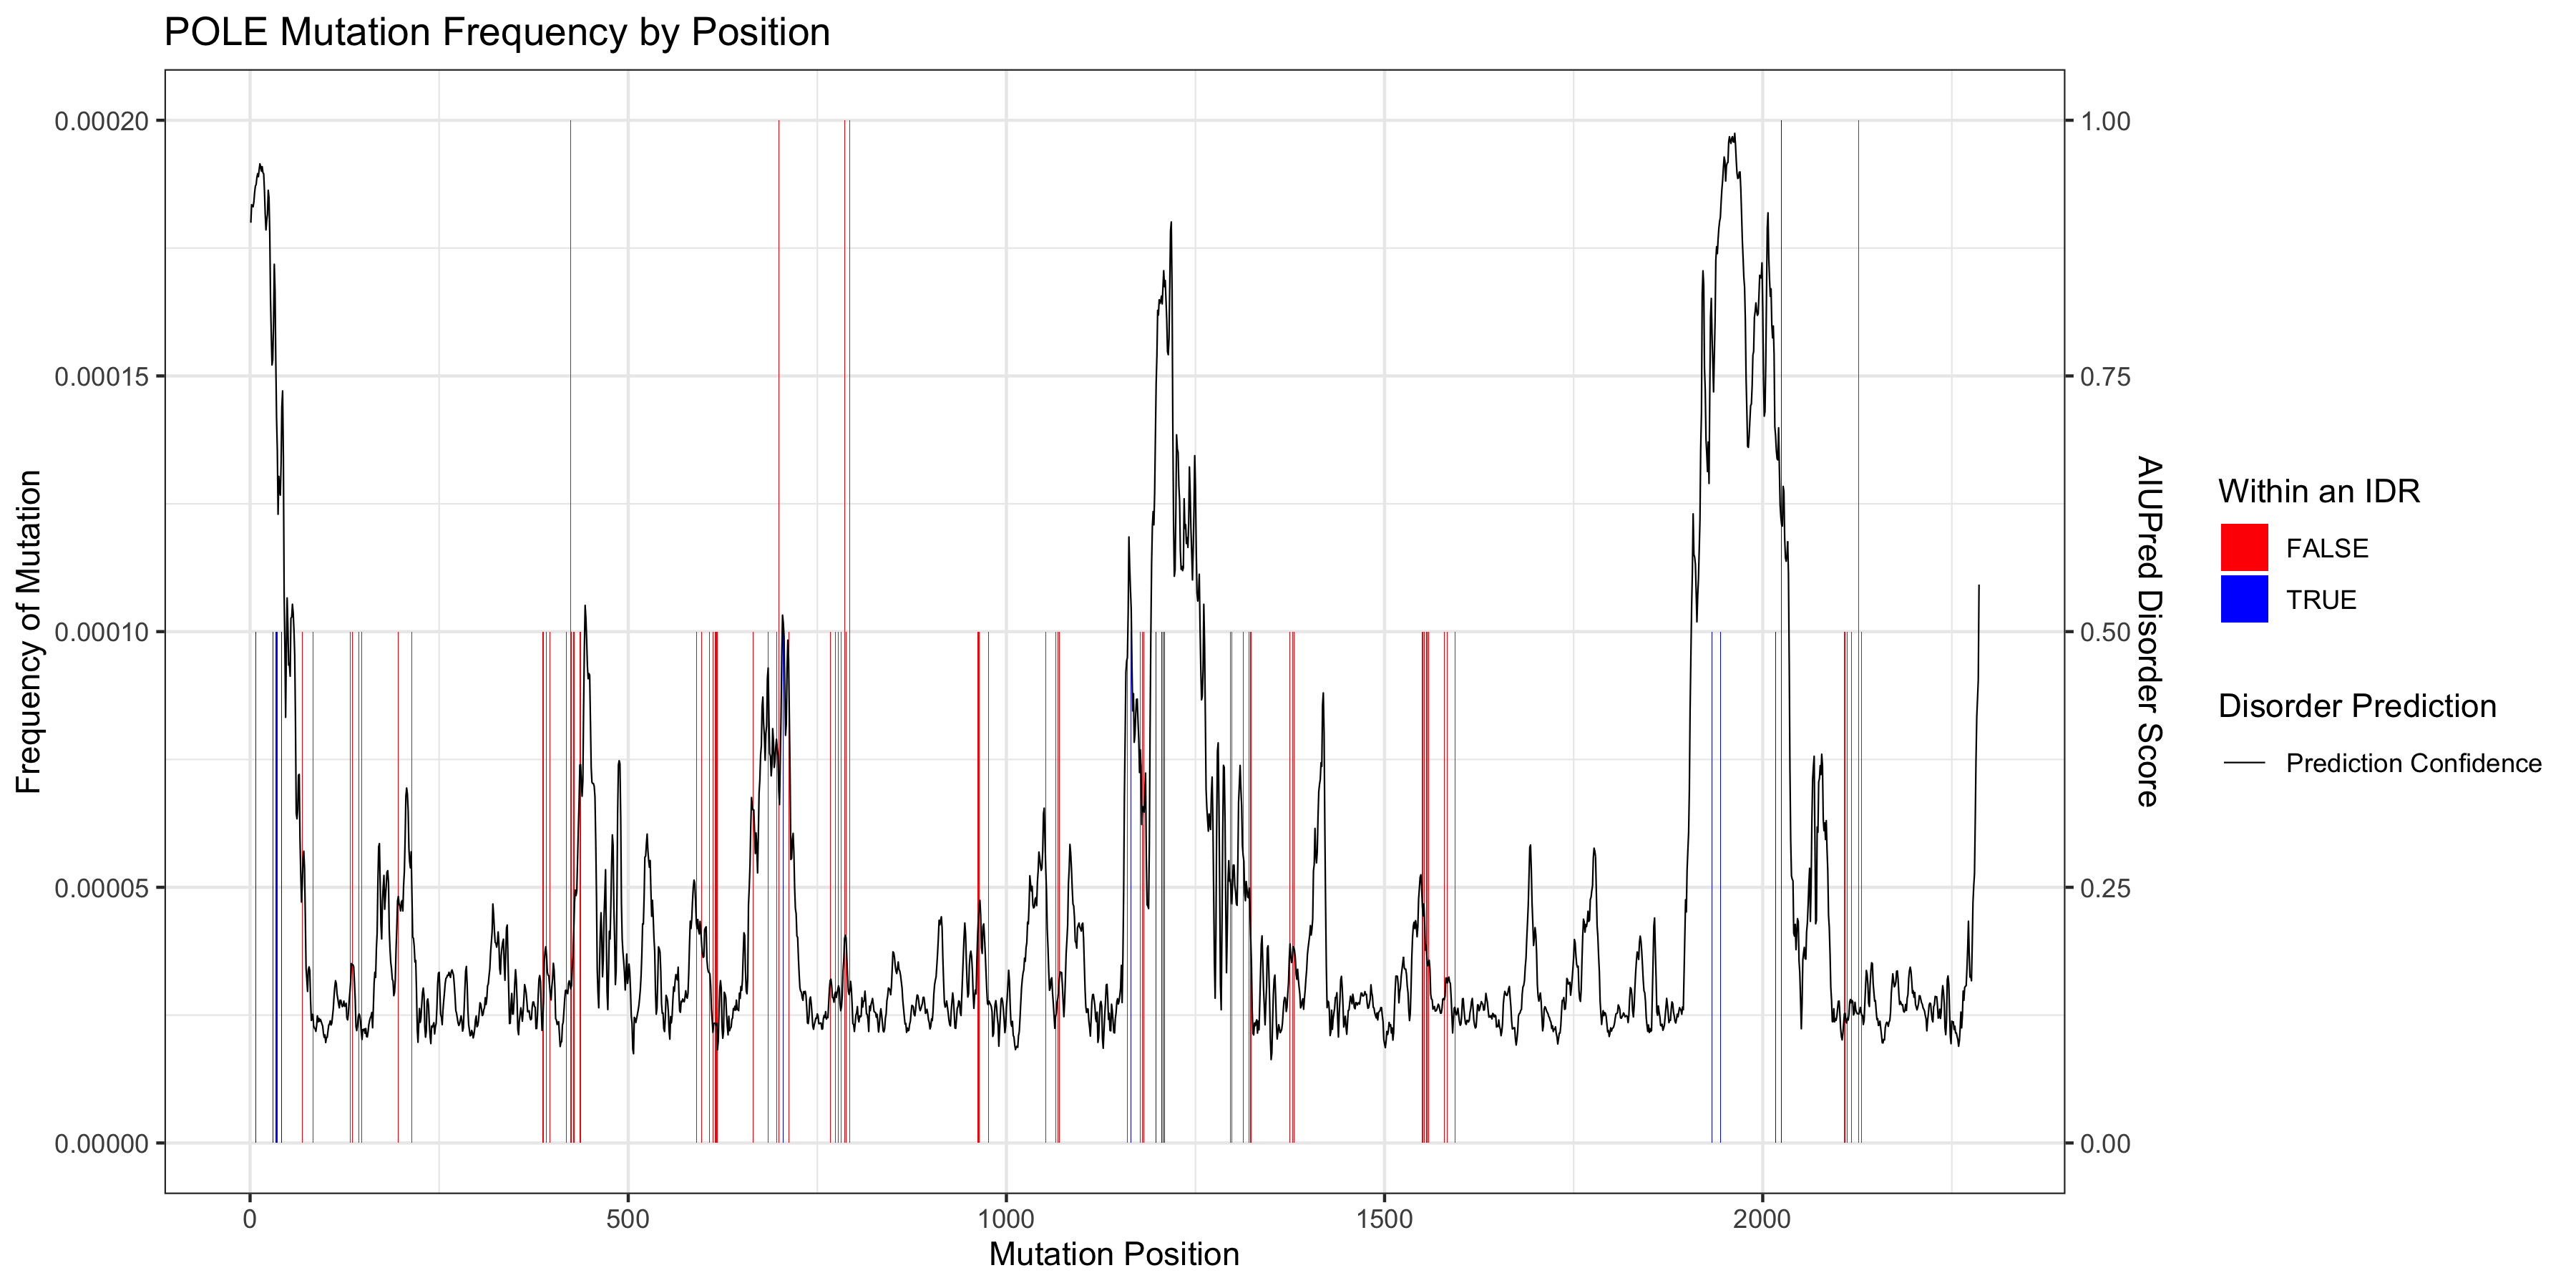 POLE Mutation Frequency by Position
0.00020
0.00015
0.00010
0.00005
0.00000
Frequency of Mutation
0
500
1000
1500
2000
Mutation Position
1.00
0.75
0.50
0.25
0.00
AIUPred Disorder Score
Within an IDR
FALSE
TRUE
Disorder Prediction
Prediction Confidence